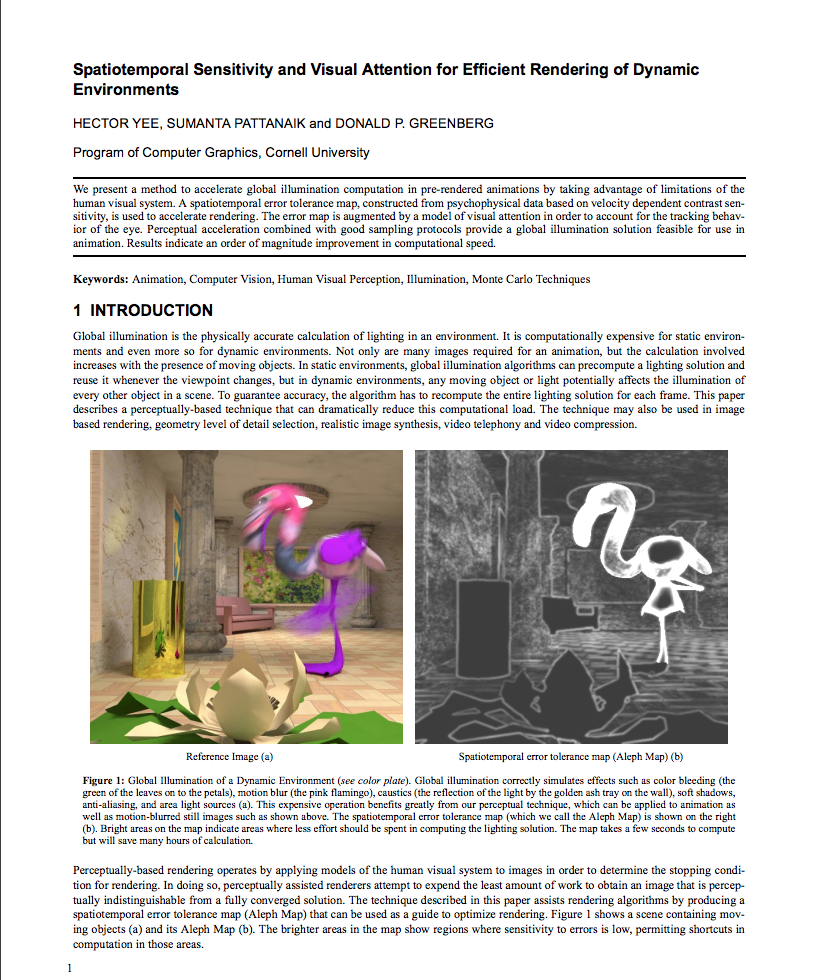 Spatiotemporal Sensitivity and Visual Attention for Efficient Rendering of Dynamic
Environments
HECTOR YEE, SUMANTA PATTANAIK and DONALD P. GREENBERG
Program of Computer Graphics, Cornell University
We present a method to accelerate global illumination computation in pre-rendered animations by taking advantage of limitations of the
human visual system. A spatiotemporal error tolerance map, constructed from psychophysical data based on velocity dependent contrast sen-
sitivity, is used to accelerate rendering. The error map is augmented by a model of visual attention in order to account for the tracking behav-
ior of the eye. Perceptual acceleration combined with good sampling protocols provide a global illumination solution feasible for use in
animation. Results indicate an order of magnitude improvement in computational speed.
Keywords: Animation, Computer Vision, Human Visual Perception, Illumination, Monte Carlo Techniques
1 INTRODUCTION
Global illumination is the physically accurate calculation of lighting in an environment. It is computationally expensive for static environ-
ments and even more so for dynamic environments. Not only are many images required for an animation, but the calculation involved
increases with the presence of moving objects. In static environments, global illumination algorithms can precompute a lighting solution and
reuse it whenever the viewpoint changes, but in dynamic environments, any moving object or light potentially affects the illumination of
every other object in a scene. To guarantee accuracy, the algorithm has to recompute the entire lighting solution for each frame. This paper
describes a perceptually-based technique that can dramatically reduce this computational load. The technique may also be used in image
based rendering, geometry level of detail selection, realistic image synthesis, video telephony and video compression.
Reference Image (a)
Spatiotemporal error tolerance map (Aleph Map) (b)
Figure 1: Global Illumination of a Dynamic Environment (see color plate). Global illumination correctly simulates effects such as color bleeding (the
green of the leaves on to the petals), motion blur (the pink flamingo), caustics (the reflection of the light by the golden ash tray on the wall), soft shadows,
anti-aliasing, and area light sources (a). This expensive operation benefits greatly from our perceptual technique, which can be applied to animation as
well as motion-blurred still images such as shown above. The spatiotemporal error tolerance map (which we call the Aleph Map) is shown on the right
(b). Bright areas on the map indicate areas where less effort should be spent in computing the lighting solution. The map takes a few seconds to compute
but will save many hours of calculation.
Perceptually-based rendering operates by applying models of the human visual system to images in order to determine the stopping condi-
tion for rendering. In doing so, perceptually assisted renderers attempt to expend the least amount of work to obtain an image that is percep-
tually indistinguishable from a fully converged solution. The technique described in this paper assists rendering algorithms by producing a
spatiotemporal error tolerance map (Aleph Map) that can be used as a guide to optimize rendering. Figure 1 shows a scene containing mov-
ing objects (a) and its Aleph Map (b). The brighter areas in the map show regions where sensitivity to errors is low, permitting shortcuts in
computation in those areas.
1